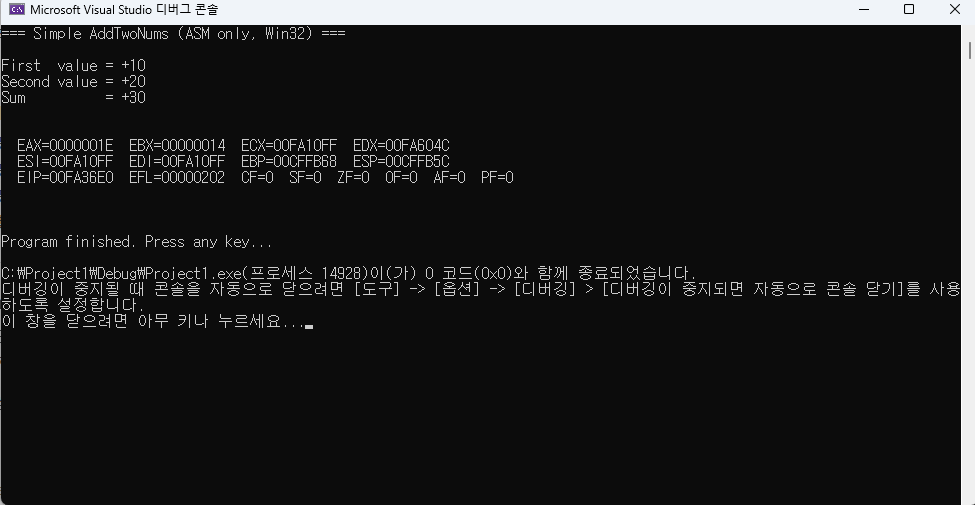 Microsoft Visual Studio 디버그 콘솔
=== Simple AddTwoNums (ASM only, Win32) ===
First  value = +10
Second value = +20
Sum          = +30
EAX=0000001E  EBX=00000014  ECX=00FA10FF  EDX=00FA604C
ESI=00FA10FF  EDI=00FA10FF  EBP=00CFFB68  ESP=00CFFB5C
EIP=00FA36E0  EFL=00000202  CF=0  SF=0  ZF=0  OF=0  AF=0  PF=0
Program finished. Press any key...
C:₩Project1₩Debug₩Project1.exe(프로세스 14928)이(가) 0 코드(0x0)와 함께 종료되었습니다.
디버깅이 중지될 때 콘솔을 자동으로 닫으려면 [도구] -> [옵션] -> [디버깅] > [디버깅이 중지되면 자동으로 콘솔 닫기]를 사용
하도록 설정합니다.
이 창을 닫으려면 아무 키나 누르세요...